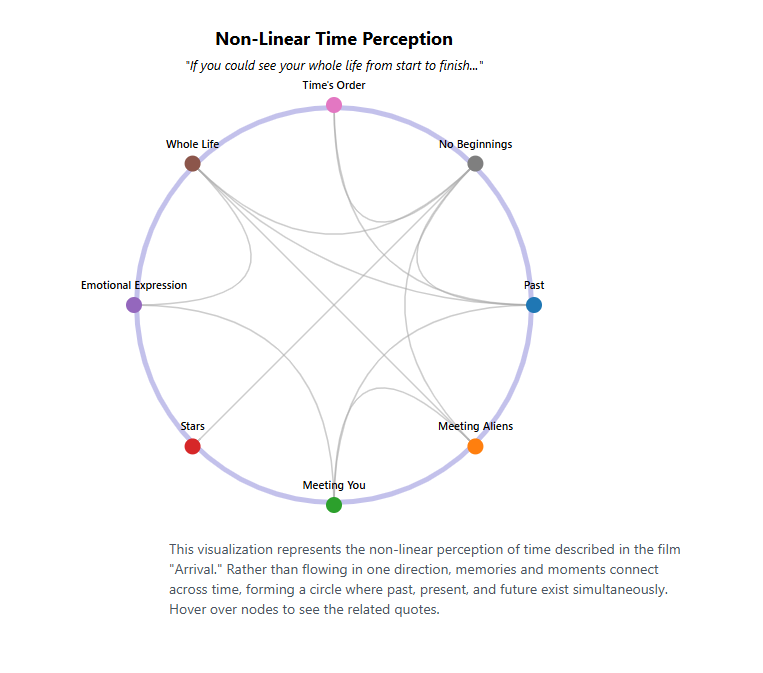 Non-Linear Time Perception
"If you could see your whole life from start to finish..."
Time's Order
Whole Life
No Beginnings
Emotional Expression
Past
Stars
Meeting Aliens
Meeting You
This visualization represents the non-linear perception of time described in the film
"Arrival." Rather than flowing in one direction, memories and moments connect
across time, forming a circle where past, present, and future exist simultaneously.
Hover over nodes to see the related quotes.